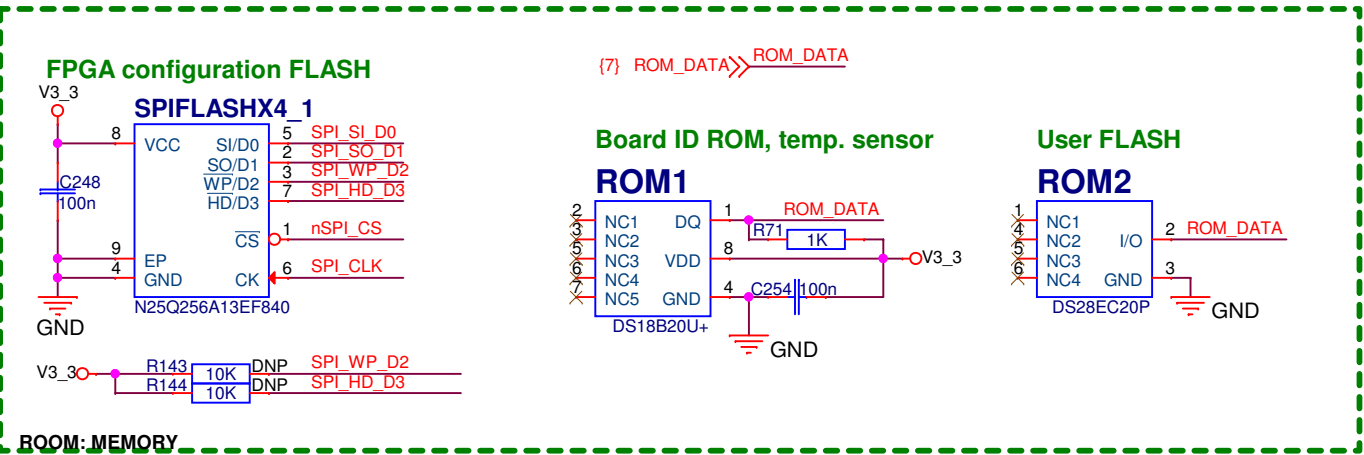 FPGA configuration FLASH
V3_3
SPIFLASHX4_1
8 VCC
SI/D0 5 SPI_SI_D0
SO/D1 2 SPI_SO_D1
WP/D2 3 SPI_WP_D2
HD/D3 7 SPI_HD_D3
C248
100n
CS 1 nSPI_CS
9 EP
4 GND
CK 6 SPI_CLK
N25Q256A13EF840
GND
V3_3
R143 10K DNP SPI_WP_D2
R144 10K DNP SPI_HD_D3
{7} ROM_DATA ROM_DATA
Board ID ROM, temp. sensor
ROM1
2 NC1
3 NC2
5 NC3
6 NC4
7 NC5
DQ 1 ROM_DATA
R71 1K
VDD 8 V3_3
GND 4 C254 100n
DS18B20U+
GND
User FLASH
ROM2
1 NC1
4 NC2
5 NC3
6 NC4
I/O 2 ROM_DATA
GND 3
DS28EC20P
GND
ROOM: MEMORY